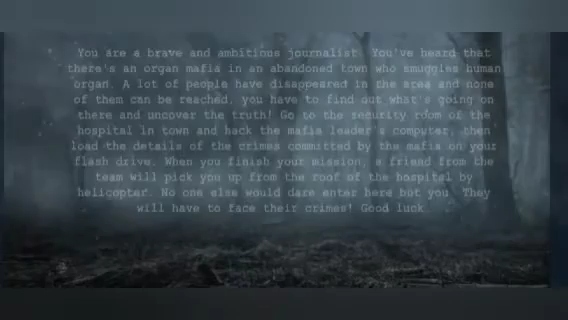 You are a brave and ambitious journalist. You've heard that
there's an organ mafia in an abandoned town who smuggles human
organ. A lot of people have disappeared in the area and none
of them can be reached, you have to find out what's going on
there and uncover the truth! Go to the security room of the
hospital in town and hack the mafia leader's computer, then
load the details of the crimes committed by the mafia on your
flash drive. When you finish your mission, a friend from the
team will pick you up from the roof of the hospital by
helicopter. No one else would dare enter here but you. They
will have to face their crimes! Good luck.